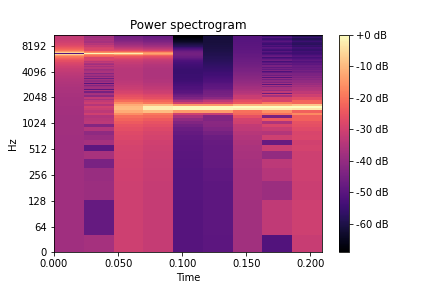 Power spectrogram
8192
4096
2048
1024
512
256
128
64
0
Hz
0.000 0.050 0.100 0.150 0.200
Time
+0 dB
-10 dB
-20 dB
-30 dB
-40 dB
-50 dB
-60 dB